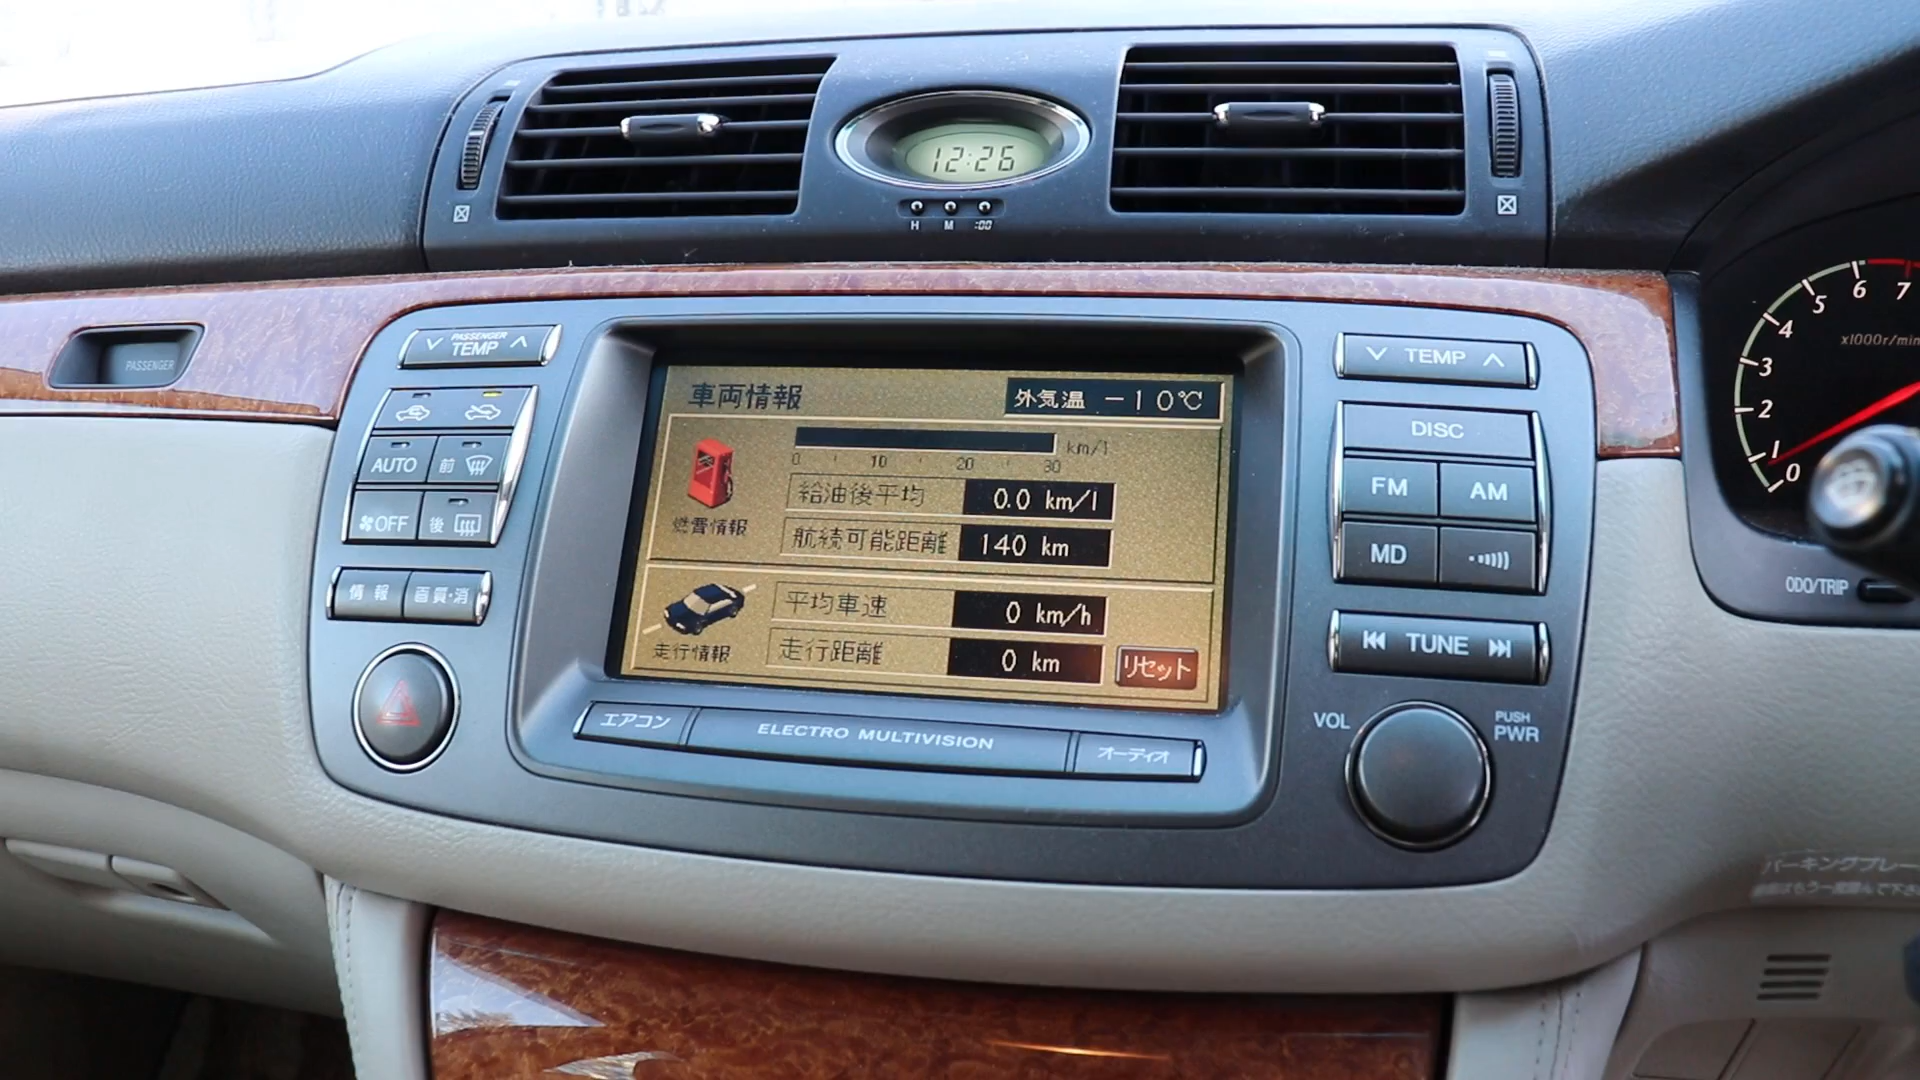 12:26
H M :00
PASSENGER
PASSENGER
TEMP
TEMP
AUTO 前
OFF 後
情報 画質・消
車両情報 外気温 -10℃
km/l
0 10 20 30
給油後平均 0.0 km/l
燃費情報
航続可能距離 140 km
平均車速 0 km/h
走行情報
走行距離 0 km
リセット
エアコン ELECTRO MULTIVISION オーディオ
DISC
FM AM
MD
TUNE
VOL
PUSH
PWR
0 1 2 3 4 5 6 7
x1000r/min
ODO/TRIP
パーキングブレー